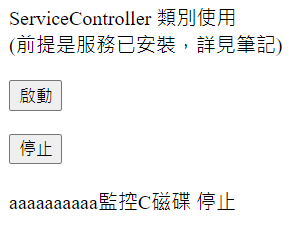 ServiceController 類別使用
(前提是服務已安裝，詳見筆記)
啟動
停止
aaaaaaaaaa監控C磁碟 停止